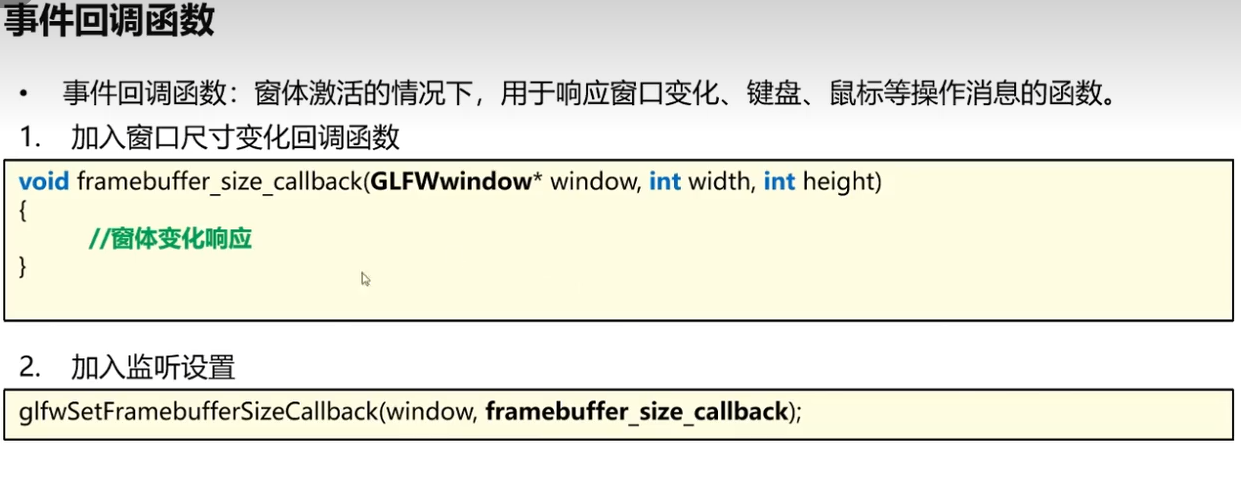 事件回调函数
• 事件回调函数：窗体激活的情况下，用于响应窗口变化、键盘、鼠标等操作消息的函数。
1. 加入窗口尺寸变化回调函数
void framebuffer_size_callback(GLFWwindow* window, int width, int height)
{
//窗体变化响应
}
2. 加入监听设置
glfwSetFramebufferSizeCallback(window, framebuffer_size_callback);